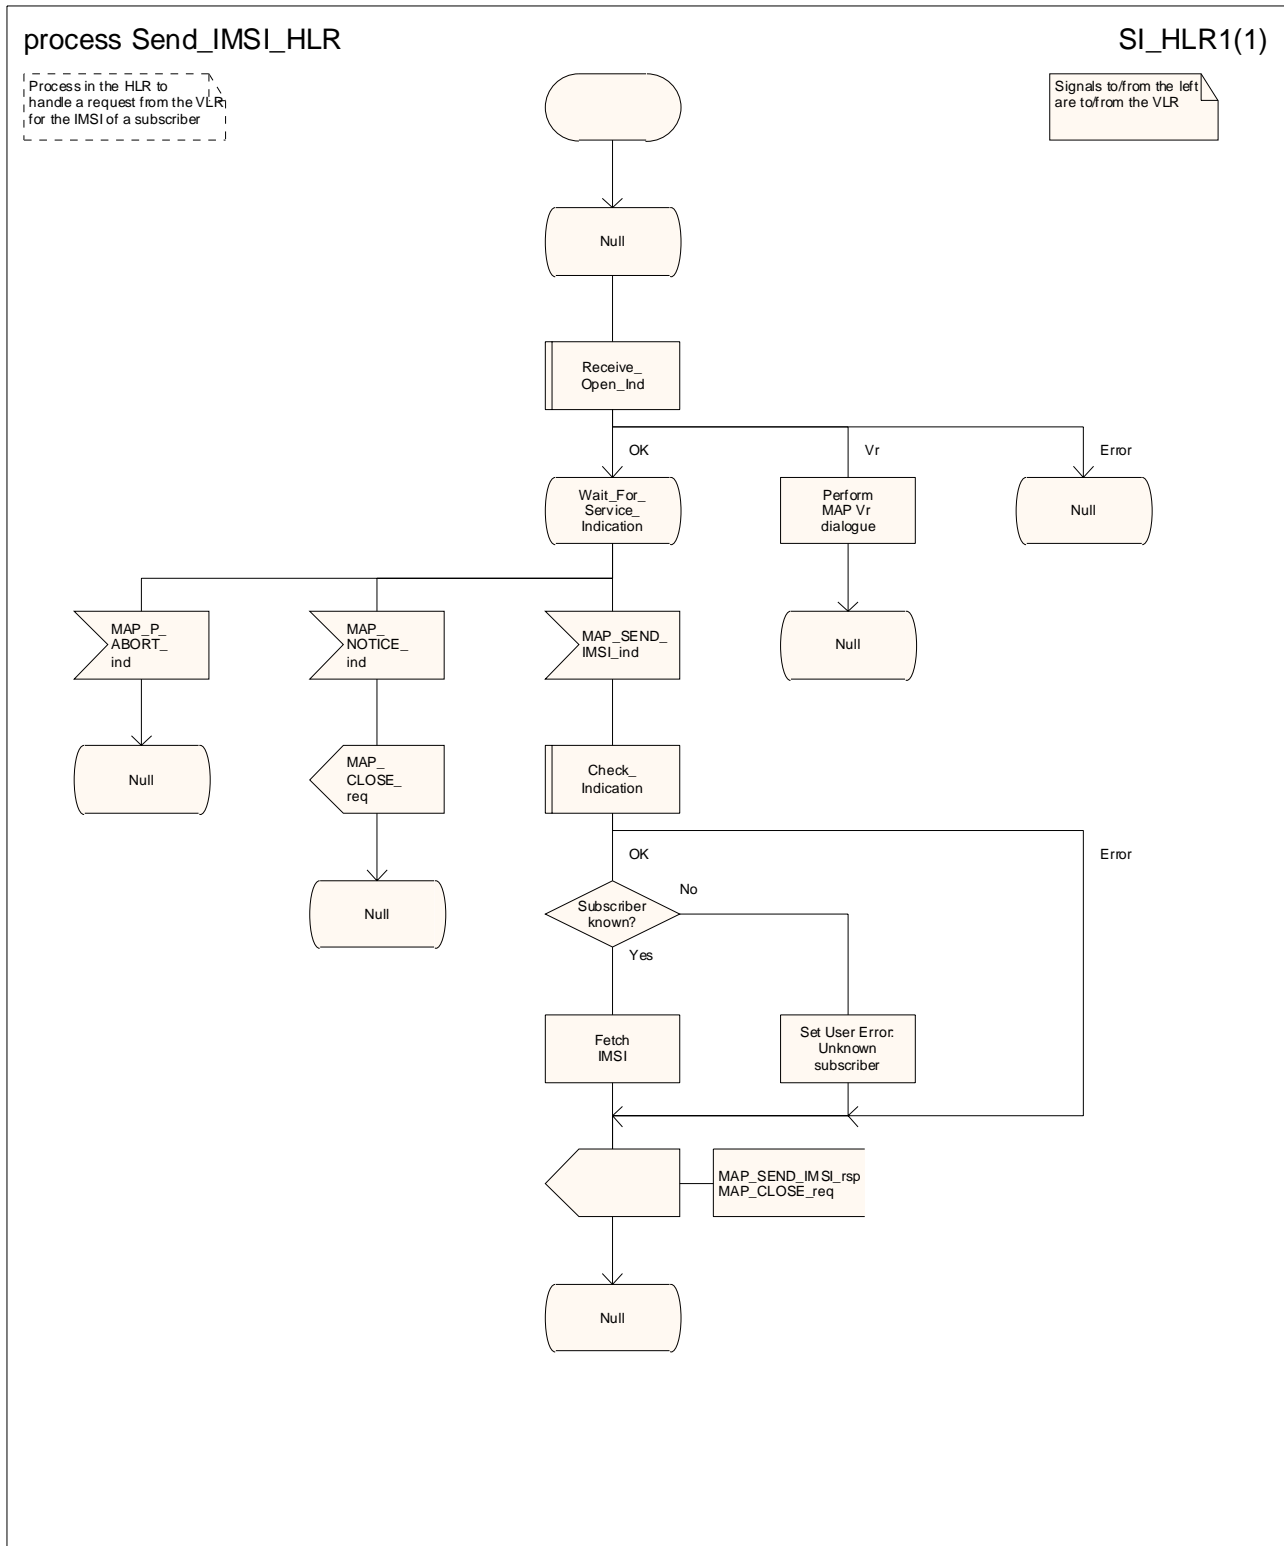 process Send_IMSI_HLR
SI_HLR1(1)
Process in the HLR to
handle a request from the VLR
for the IMSI of a subscriber
Signals to/from the left
are to/from the VLR
Null
Receive_
Open_Ind
OK
Vr
Error
Wait_For_
Service_
Indication
Perform
MAP Vr
dialogue
Null
MAP_P_
ABORT_
ind
MAP_
NOTICE_
ind
MAP_SEND_
IMSI_ind
Null
Null
MAP_
CLOSE_
req
Check_
Indication
OK
Error
Null
Subscriber
known?
No
Yes
Fetch
IMSI
Set User Error:
Unknown
subscriber
MAP_SEND_IMSI_rsp
MAP_CLOSE_req
Null